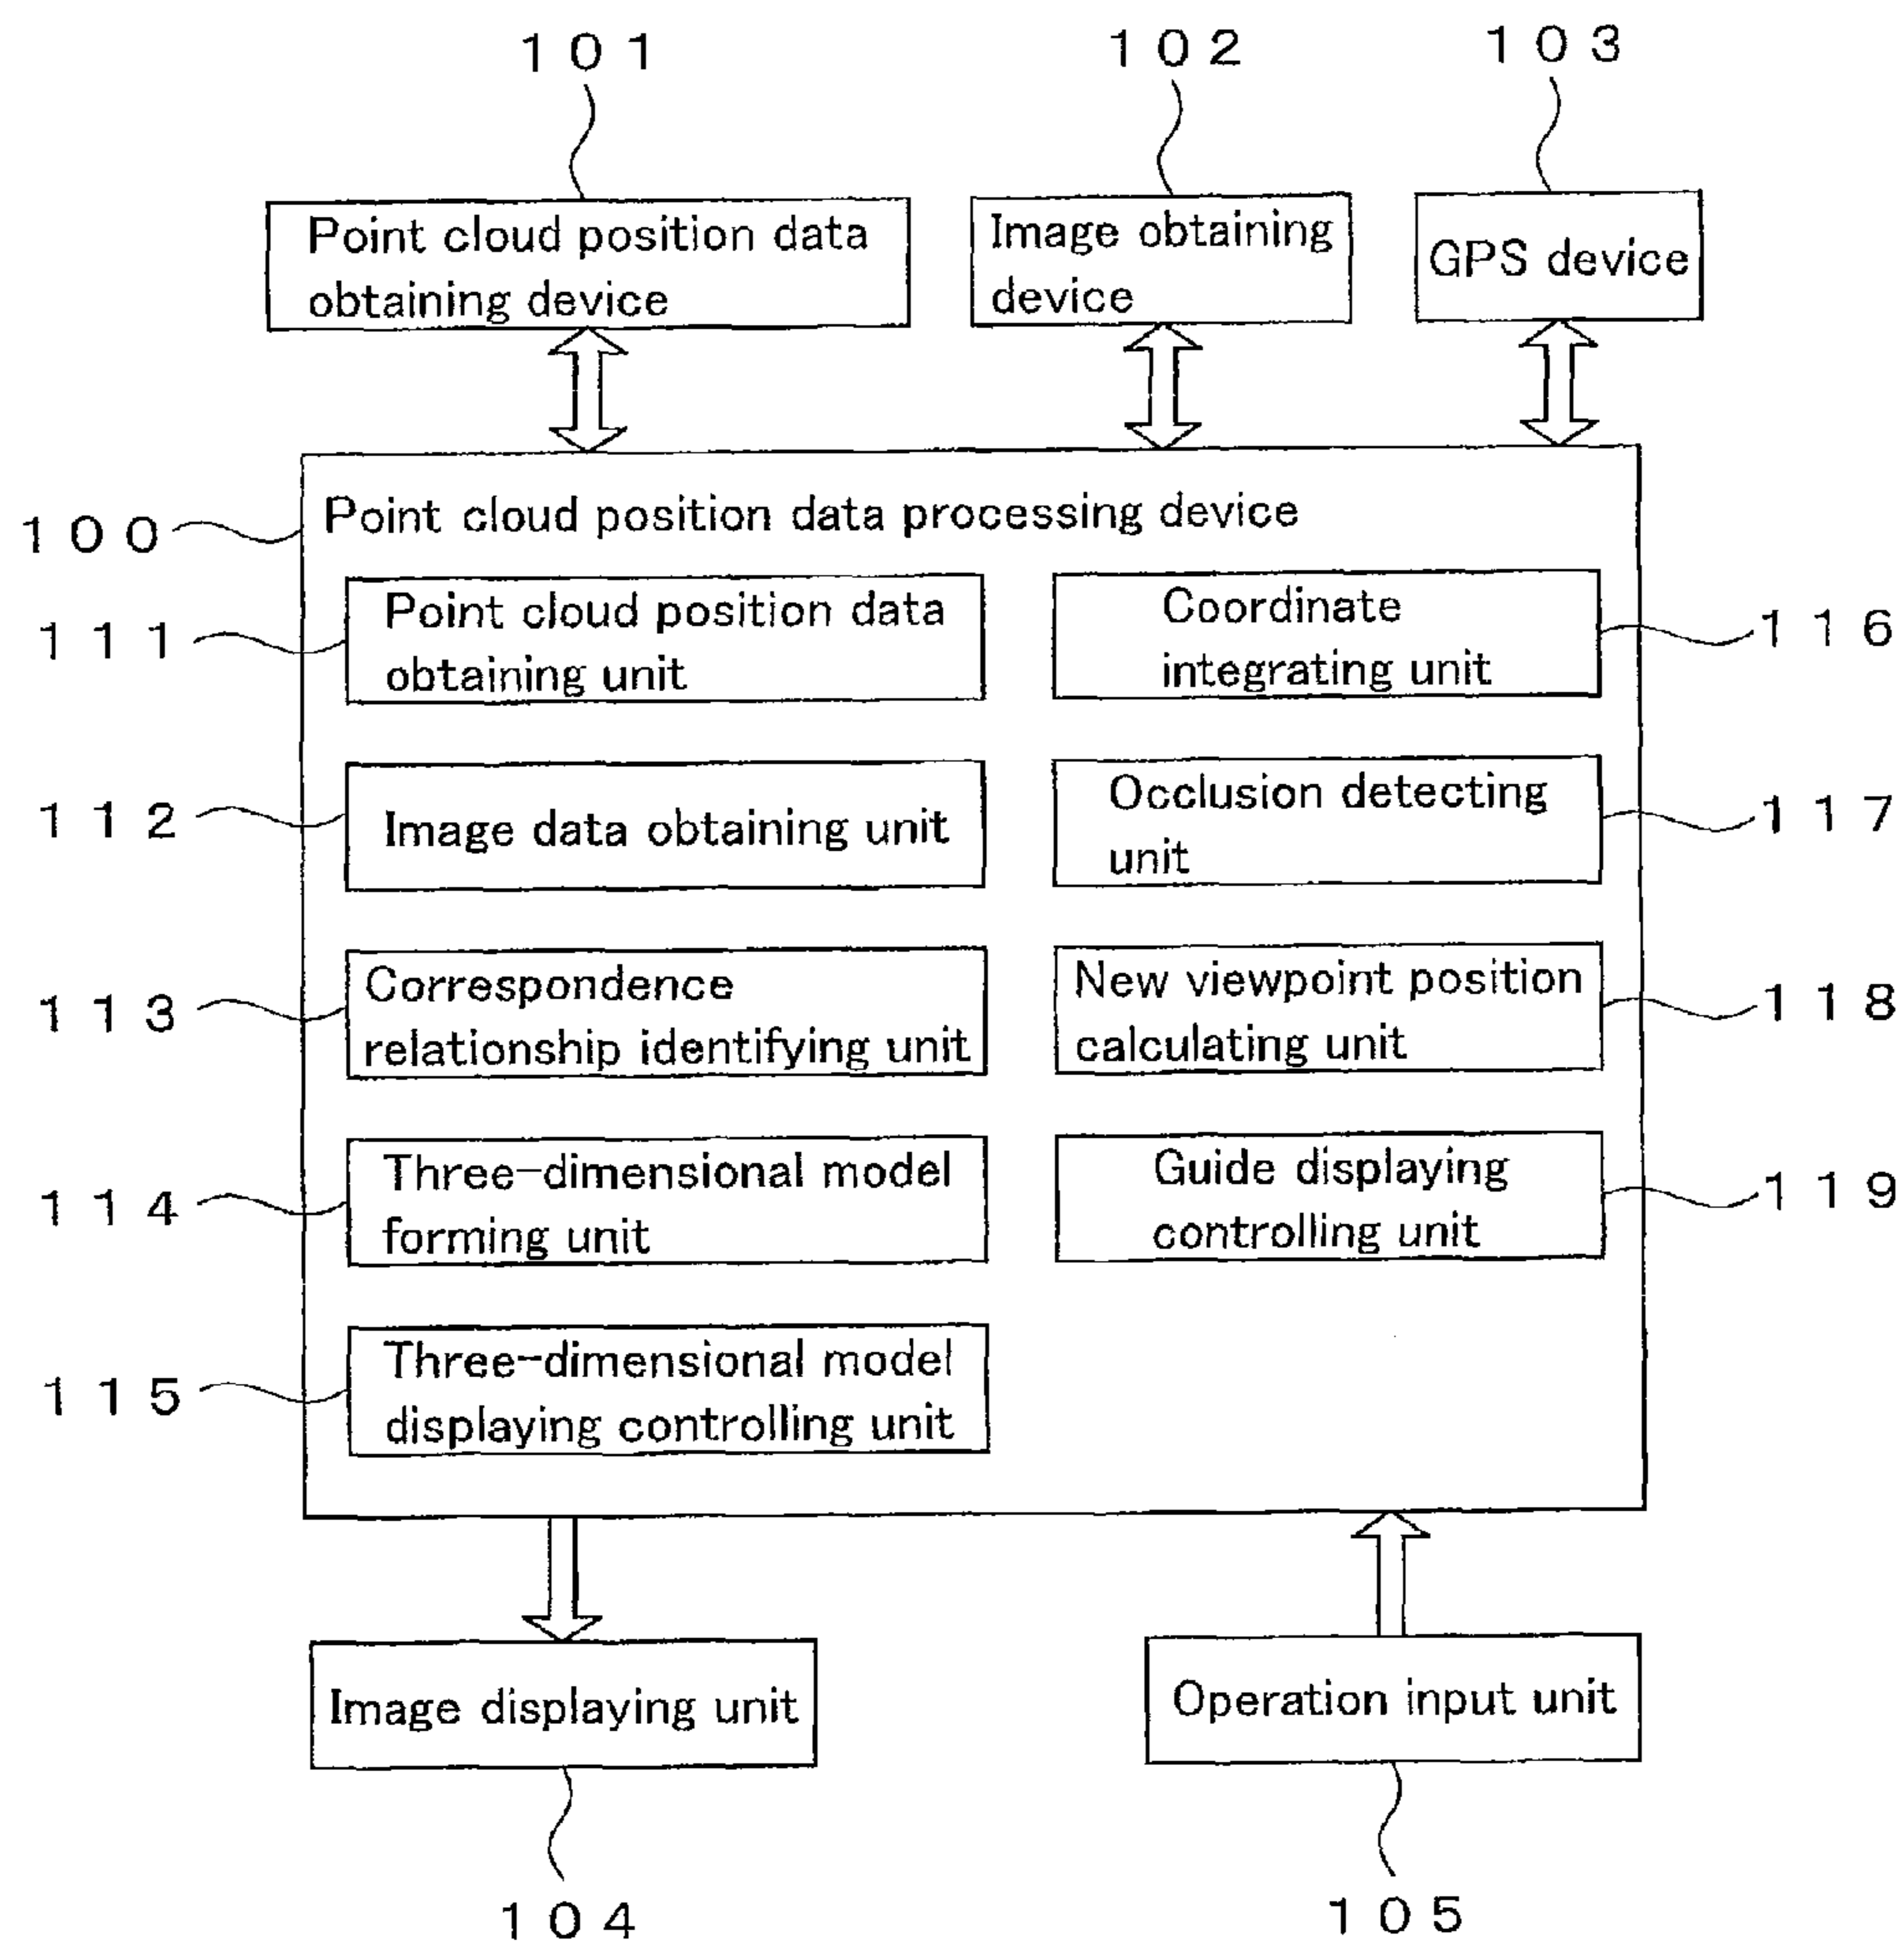 101
102
103
Point cloud position data
obtaining device
Image obtaining
device
GPS device
100
Point cloud position data processing device
111
Point cloud position data
obtaining unit
Coordinate
integrating unit
116
112
Image data obtaining unit
Occlusion detecting
unit
117
113
Correspondence
relationship identifying unit
New viewpoint position
calculating unit
118
114
Three-dimensional model
forming unit
Guide displaying
controlling unit
119
115
Three-dimensional model
displaying controlling unit
Image displaying unit
Operation input unit
104
105